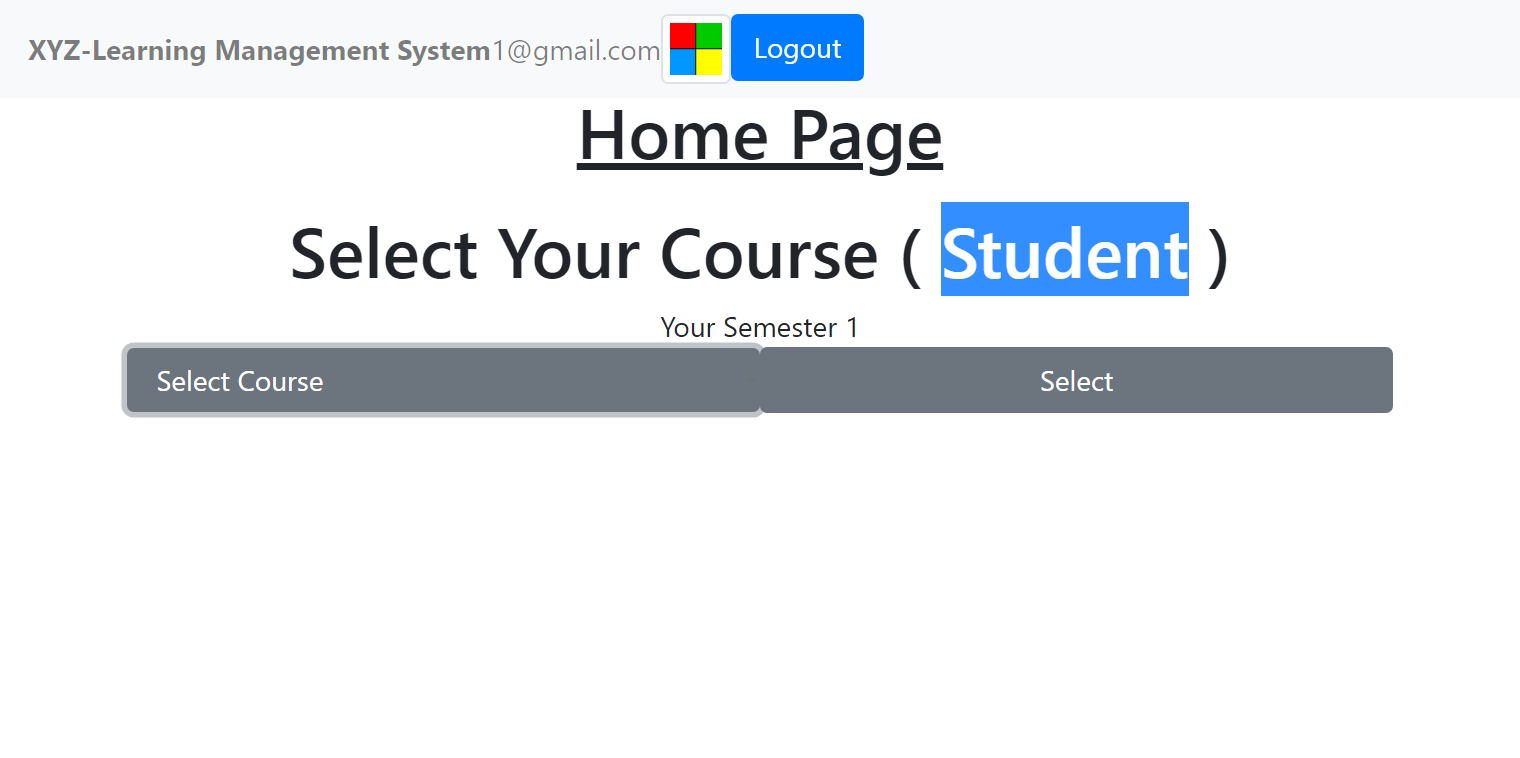 XYZ-Learning Management System1@gmail.com Logout
Home Page
Select Your Course ( Student )
Your Semester 1
Select Course Select